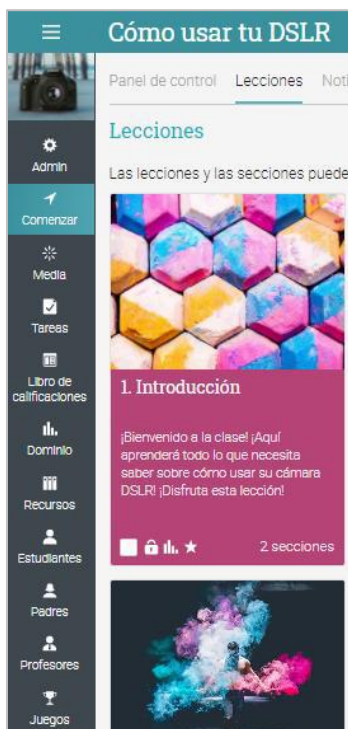 Cómo usar tu DSLR
Panel de control Lecciones
Lecciones
Las lecciones y las secciones puede
Admin
Comenzar
Media
Tareas
Libro de
calificaciones
Dominio
Recursos
Estudiantes
Padres
Profesores
Juegos
1. Introducción
¡Bienvenido a la clase! ¡Aquí
aprenderá todo lo que necesita
saber sobre cómo usar su cámara
DSLR! ¡Disfruta esta lección!
2 secciones